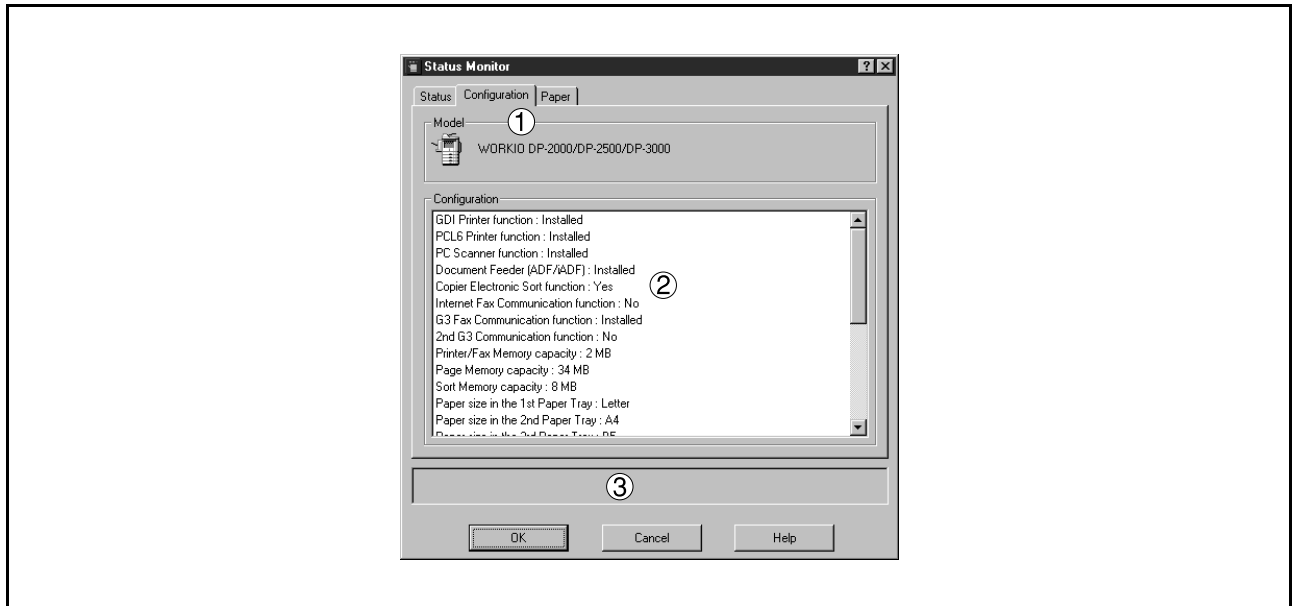 Status Monitor
Status Configuration Paper
Model ①
WORKIO DP-2000/DP-2500/DP-3000
Configuration
GDI Printer function : Installed
PCL6 Printer function : Installed
PC Scanner function : Installed
Document Feeder (ADF/iADF) : Installed
Copier Electronic Sort function : Yes
②
Internet Fax Communication function : No
G3 Fax Communication function : Installed
2nd G3 Communication function : No
Printer/Fax Memory capacity : 2 MB
Page Memory capacity : 34 MB
Sort Memory capacity : 8 MB
Paper size in the 1st Paper Tray : Letter
Paper size in the 2nd Paper Tray : A4
③
OK Cancel Help